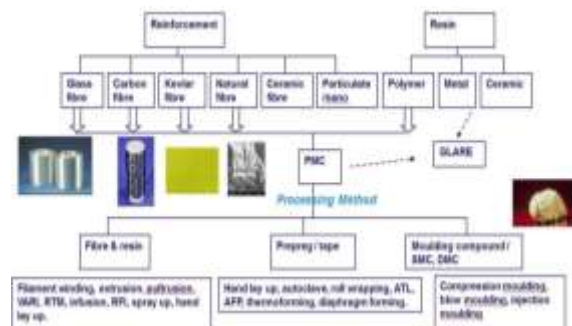 Reinforcement
Resin
Glass
fibre
Carbon
fibre
Kevlar
fibre
Natural
fibre
Ceramic
fibre
Particulate
/nano
Polymer
Metal
Ceramic
PMC
GLARE
Processing Method
Fibre & resin
Prepreg / tape
Moulding compound /
SMC, DMC
Filament winding, extrusion, pultrusion,
VARI, RTM, infusion, RFI, spray up, hand
lay up.
Hand lay up, autoclave, roll wrapping, ATL,
AFP, thermoforming, diaphragm forming.
Compression moulding,
blow moulding, injection
moulding